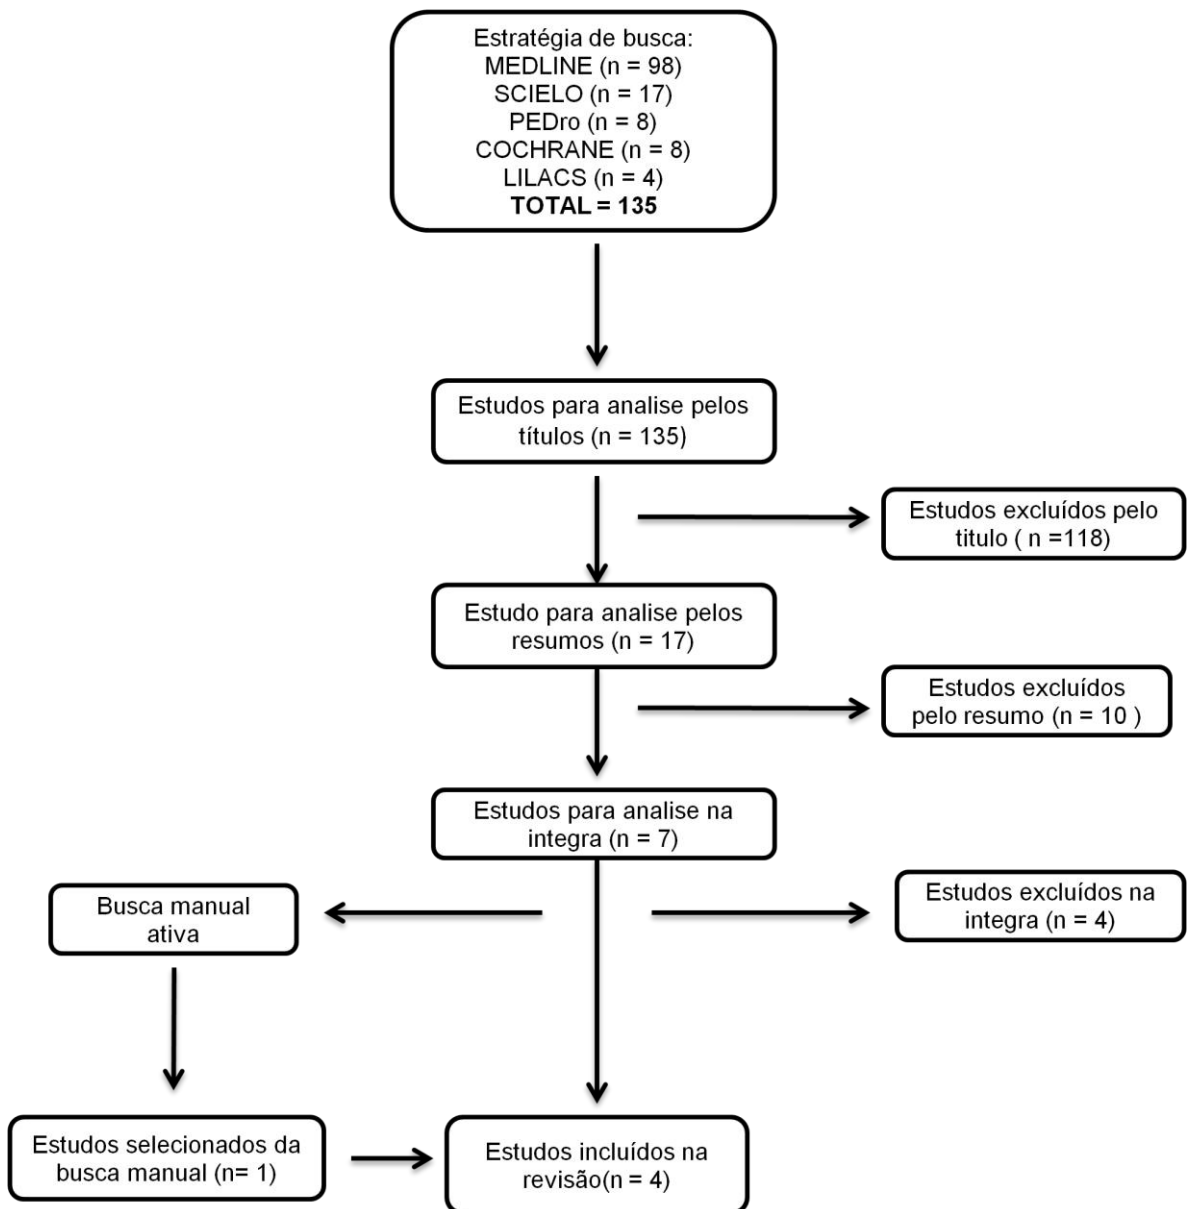 Estratégia de busca:
MEDLINE (n = 98)
SCIELO (n = 17)
PEDro (n = 8)
COCHRANE (n = 8)
LILACS (n = 4)
TOTAL = 135
Estudos para analise pelos
títulos (n = 135)
Estudos excluídos pelo
titulo ( n =118)
Estudo para analise pelos
resumos (n = 17)
Estudos excluídos
pelo resumo (n = 10 )
Estudos para analise na
integra (n = 7)
Busca manual
ativa
Estudos excluídos na
integra (n = 4)
Estudos selecionados da
busca manual (n= 1)
Estudos incluídos na
revisão(n = 4)